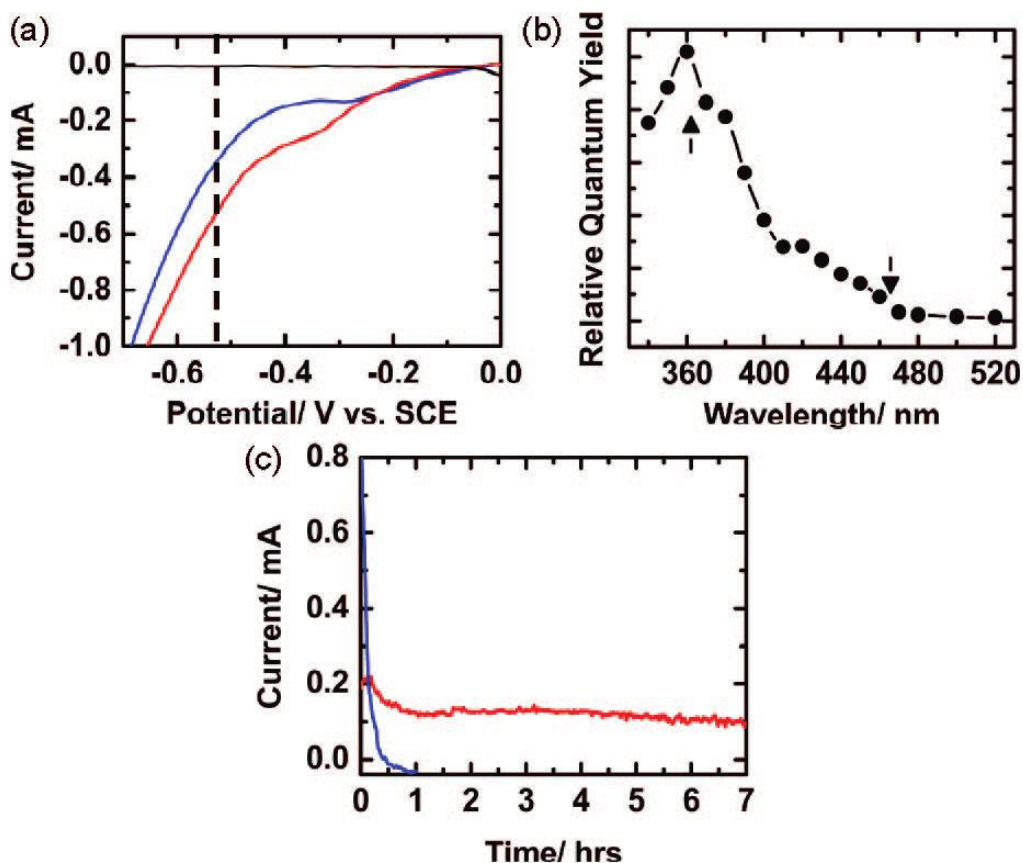 (a)
0.0
-0.2
-0.4
-0.6
-0.8
-1.0
Current/ mA
-0.6 -0.4 -0.2 0.0
Potential/ V vs. SCE
(b)
Relative Quantum Yield
360 400 440 480 520
Wavelength/ nm
(c)
0.8
0.6
0.4
0.2
0.0
Current/ mA
0 1 2 3 4 5 6 7
Time/ hrs